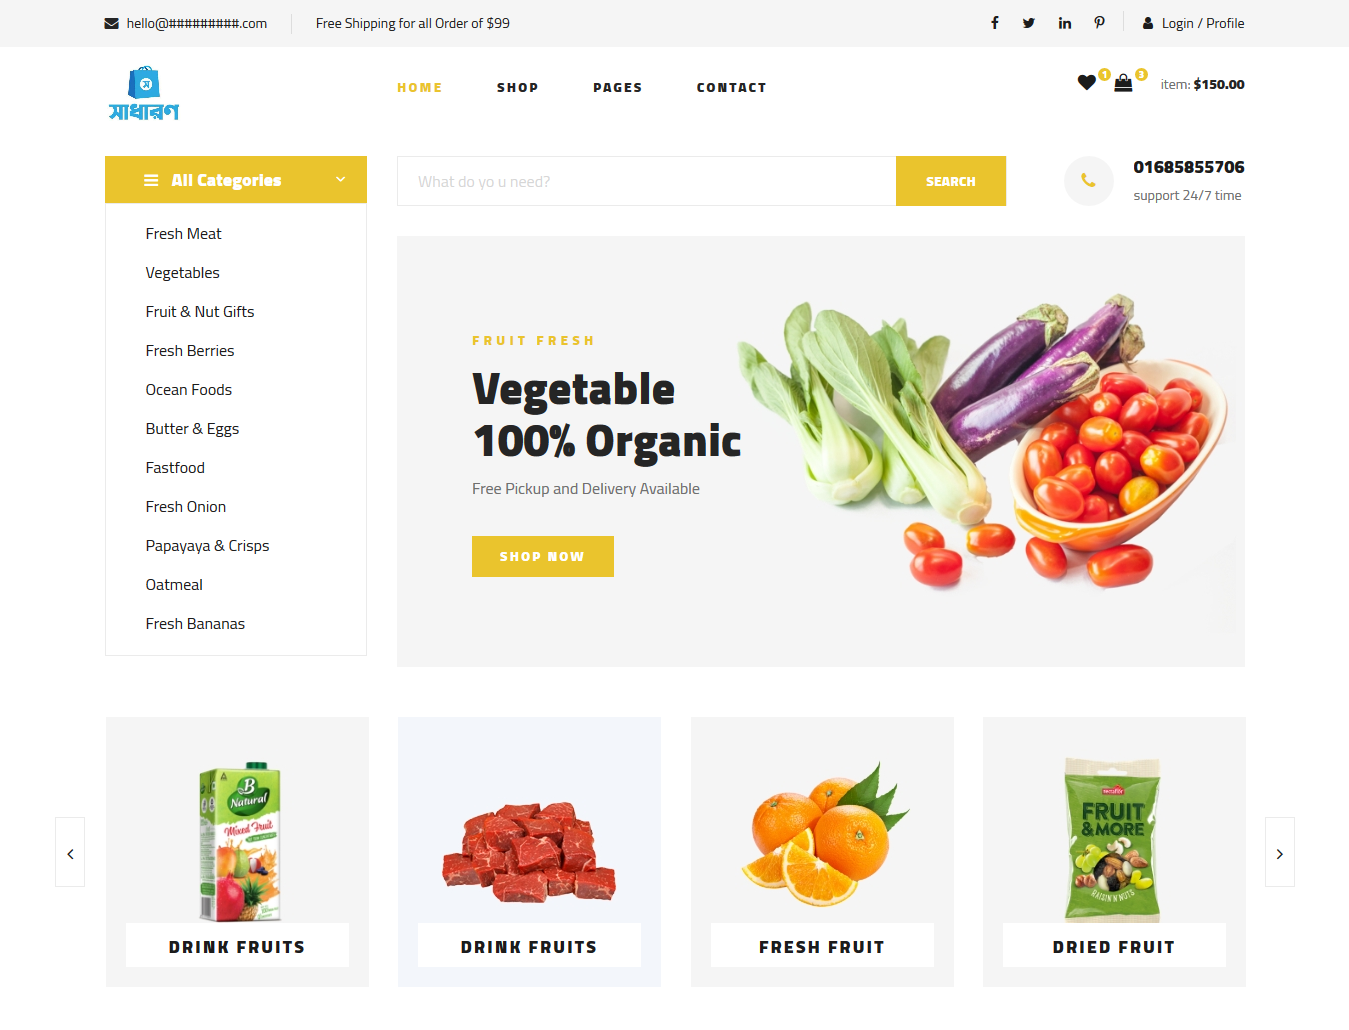 hello@##########.com
Free Shipping for all Order of $99
Login / Profile
সাধারণ
HOME
SHOP
PAGES
CONTACT
1
3
item: $150.00
All Categories
What do yo u need?
SEARCH
01685855706
support 24/7 time
Fresh Meat
Vegetables
Fruit & Nut Gifts
Fresh Berries
Ocean Foods
Butter & Eggs
Fastfood
Fresh Onion
Papayaya & Crisps
Oatmeal
Fresh Bananas
FRUIT FRESH
Vegetable
100% Organic
Free Pickup and Delivery Available
SHOP NOW
B
Natural
Mixed Fruit
DRINK FRUITS
DRINK FRUITS
FRESH FRUIT
FRUIT
& MORE
RAISIN N' NUTS
DRIED FRUIT